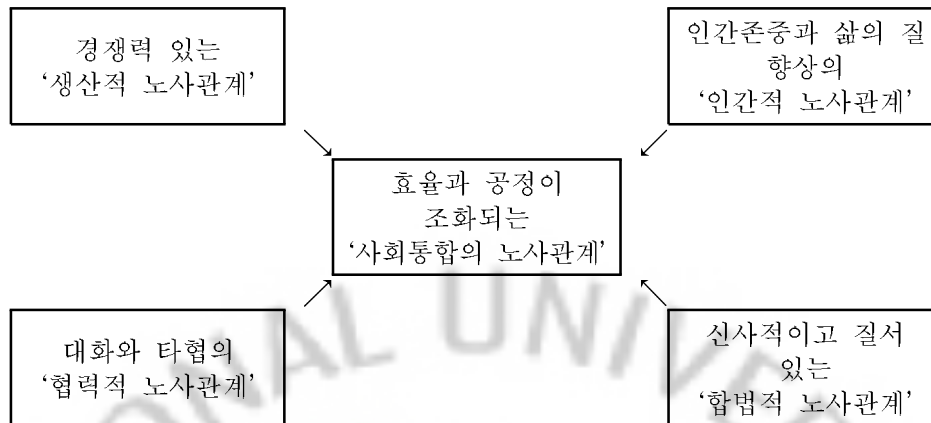 경쟁력 있는
‘생산적 노사관계’
인간존중과 삶의 질
향상의
‘인간적 노사관계’
효율과 공정이
조화되는
‘사회통합의 노사관계’
대화와 타협의
‘협력적 노사관계’
신사적이고 질서
있는
‘합법적 노사관계’